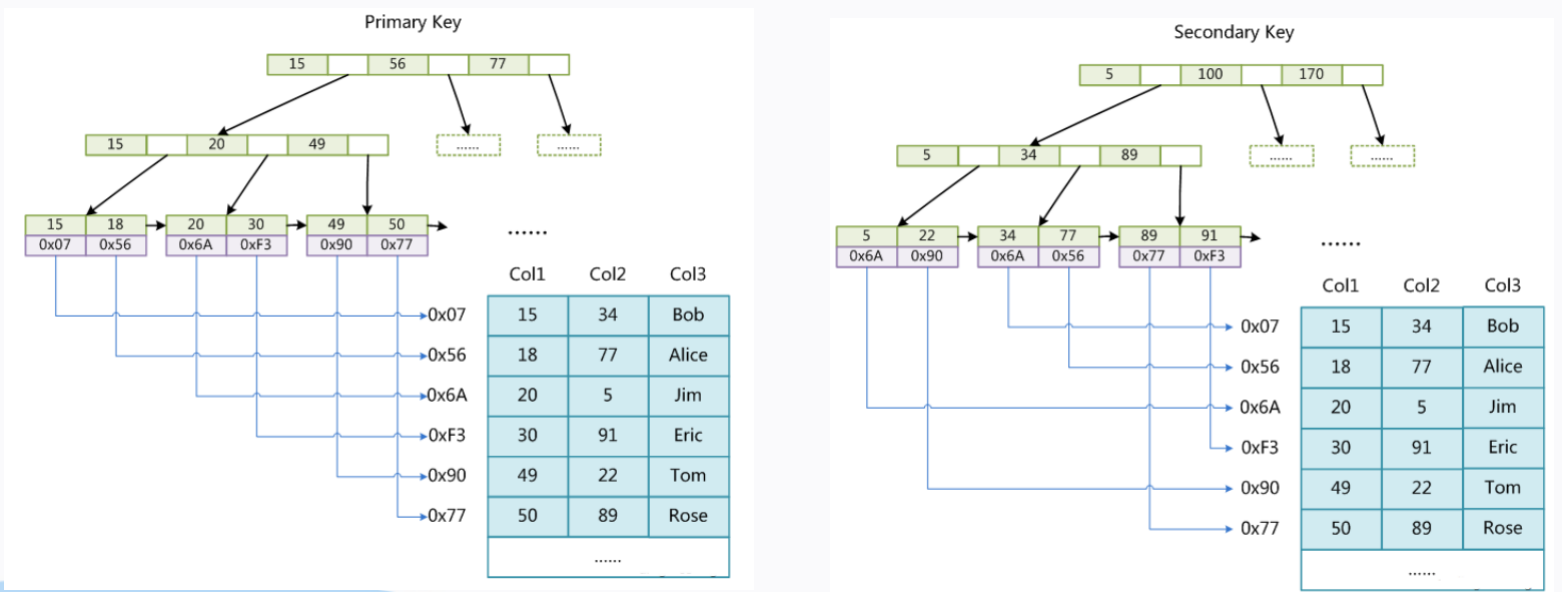 Primary Key
15 56 77
15 20 49
...... ......
15 18 20 30 49 50
0x07 0x56 0x6A 0xF3 0x90 0x77
......
Col1 Col2 Col3
0x07 15 34 Bob
0x56 18 77 Alice
0x6A 20 5 Jim
0xF3 30 91 Eric
0x90 49 22 Tom
0x77 50 89 Rose
......
Secondary Key
5 100 170
5 34 89
...... ......
5 22 34 77 89 91
0x6A 0x90 0x6A 0x56 0x77 0xF3
......
Col1 Col2 Col3
0x07 15 34 Bob
0x56 18 77 Alice
0x6A 20 5 Jim
0xF3 30 91 Eric
0x90 49 22 Tom
0x77 50 89 Rose
......